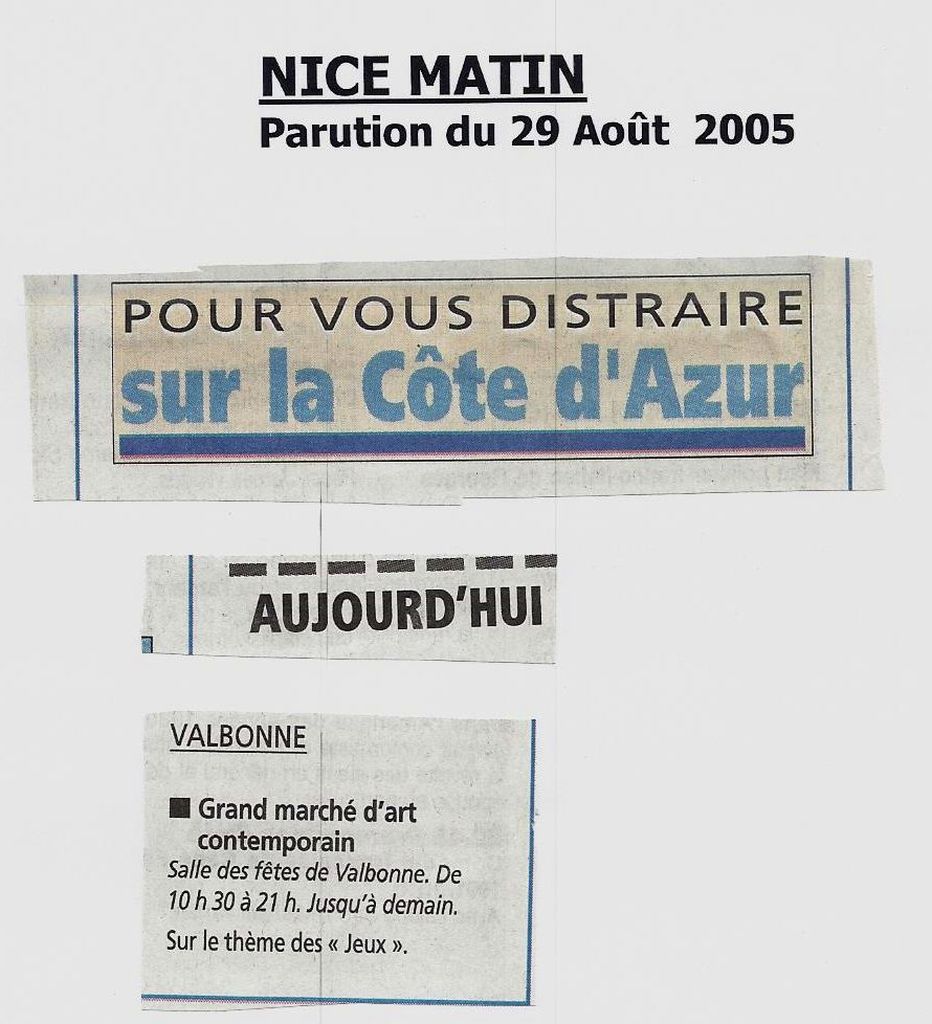 NICE MATIN
Parution du 29 Août 2005
POUR VOUS DISTRAIRE
sur la Côte d'Azur
AUJOURD'HUI
VALBONNE
■ Grand marché d'art
contemporain
Salle des fêtes de Valbonne. De
10 h 30 à 21 h. Jusqu'à demain.
Sur le thème des « Jeux ».